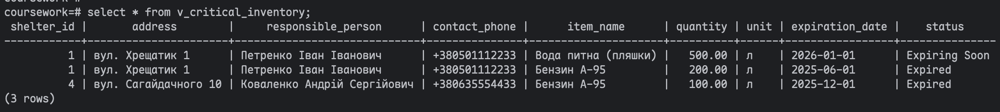 coursework=#
coursework=# select * from v_critical_inventory;
shelter_id | address | responsible_person | contact_phone | item_name | quantity | unit | expiration_date | status
-----------+----------------------+-----------------------------+---------------+---------------------+----------+------+-----------------+---------------
1 | вул. Хрещатик 1 | Петренко Іван Іванович | +380501112233 | Вода питна (пляшки) | 500.00 | л | 2026-01-01 | Expiring Soon
1 | вул. Хрещатик 1 | Петренко Іван Іванович | +380501112233 | Бензин А-95 | 200.00 | л | 2025-06-01 | Expired
4 | вул. Сагайдачного 10 | Коваленко Андрій Сергійович | +380635554433 | Бензин А-95 | 100.00 | л | 2025-12-01 | Expired
(3 rows)